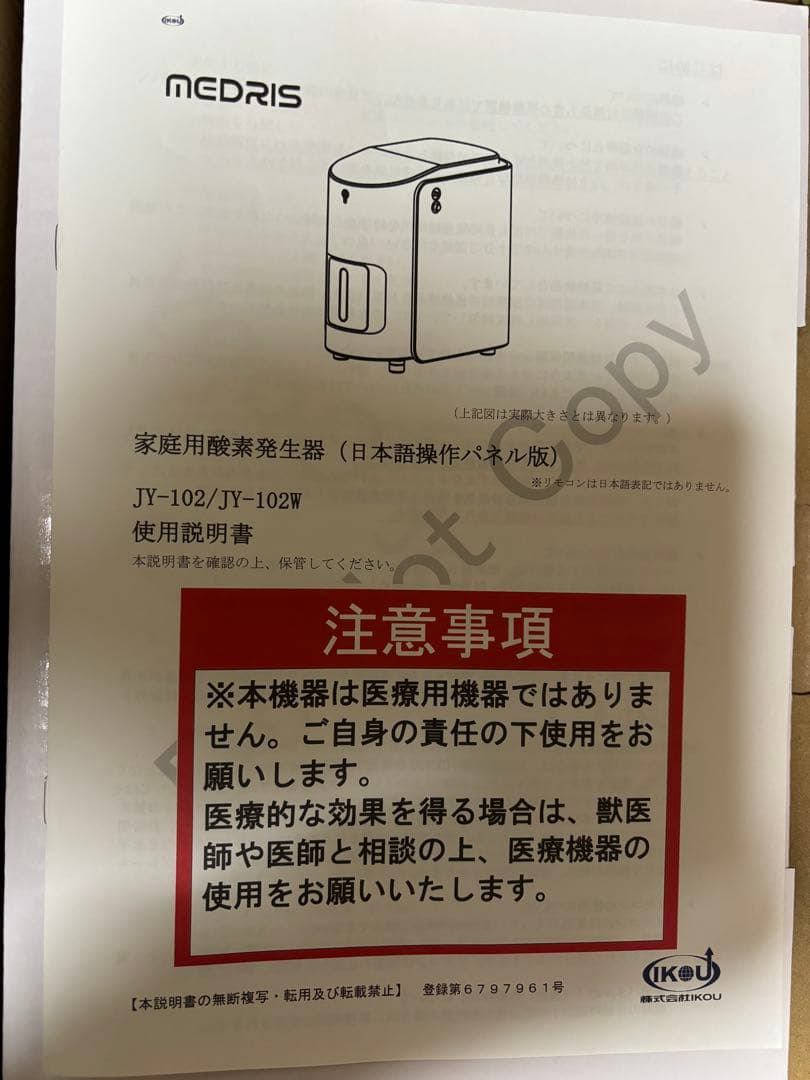 IKOU
MEDRIS
（上記図は実際大きさとは異なります。）
家庭用酸素発生器（日本語操作パネル版）
※リモコンは日本語表記ではありません。
JY-102/JY-102W
使用説明書
本説明書を確認の上、保管してください。
Not Copy
注意事項
※本機器は医療用機器ではありま
せん。ご自身の責任の下使用をお
願いします。
医療的な効果を得る場合は、獣医
師や医師と相談の上、医療機器の
使用をお願いいたします。
IKOU
株式会社IKOU
【本説明書の無断複写・転用及び転載禁止】　登録第６７９７９６１号